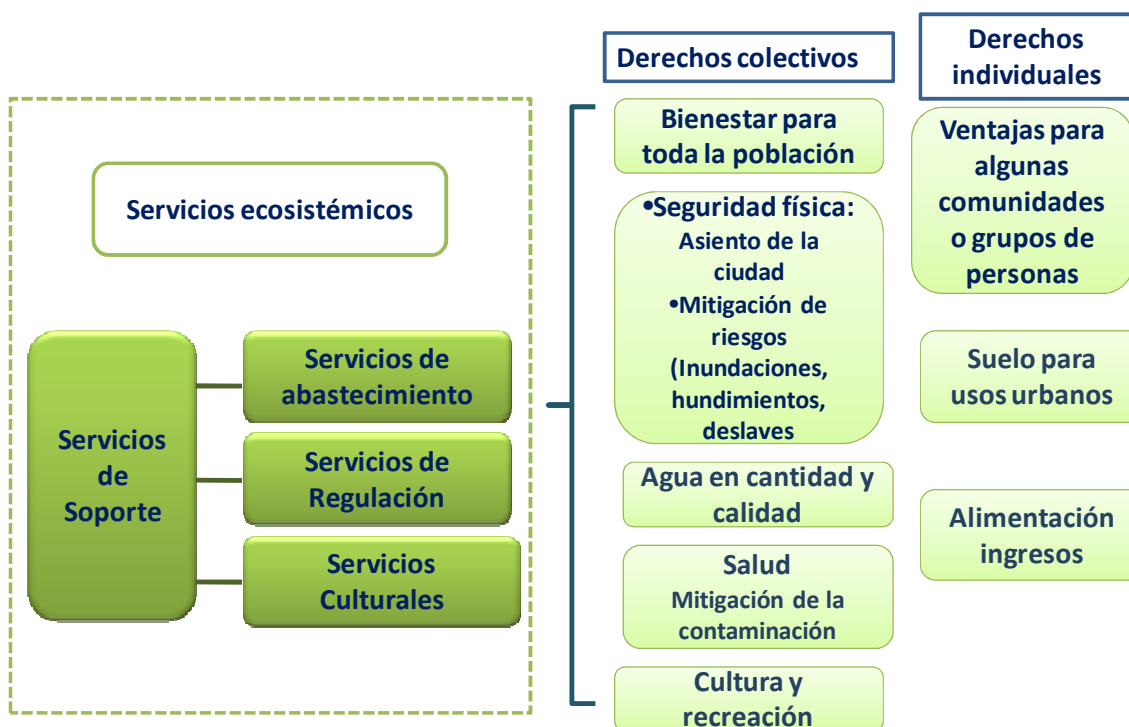 Servicios ecosistémicos
Servicios
de
Soporte
Servicios de
abastecimiento
Servicios de
Regulación
Servicios
Culturales
Derechos colectivos
Bienestar para
toda la población
•Seguridad física:
Asiento de la
ciudad
•Mitigación de
riesgos
(Inundaciones,
hundimientos,
deslaves
Agua en cantidad y
calidad
Salud
Mitigación de la
contaminación
Cultura y
recreación
Derechos
individuales
Ventajas para
algunas
comunidades
o grupos de
personas
Suelo para
usos urbanos
Alimentación
ingresos